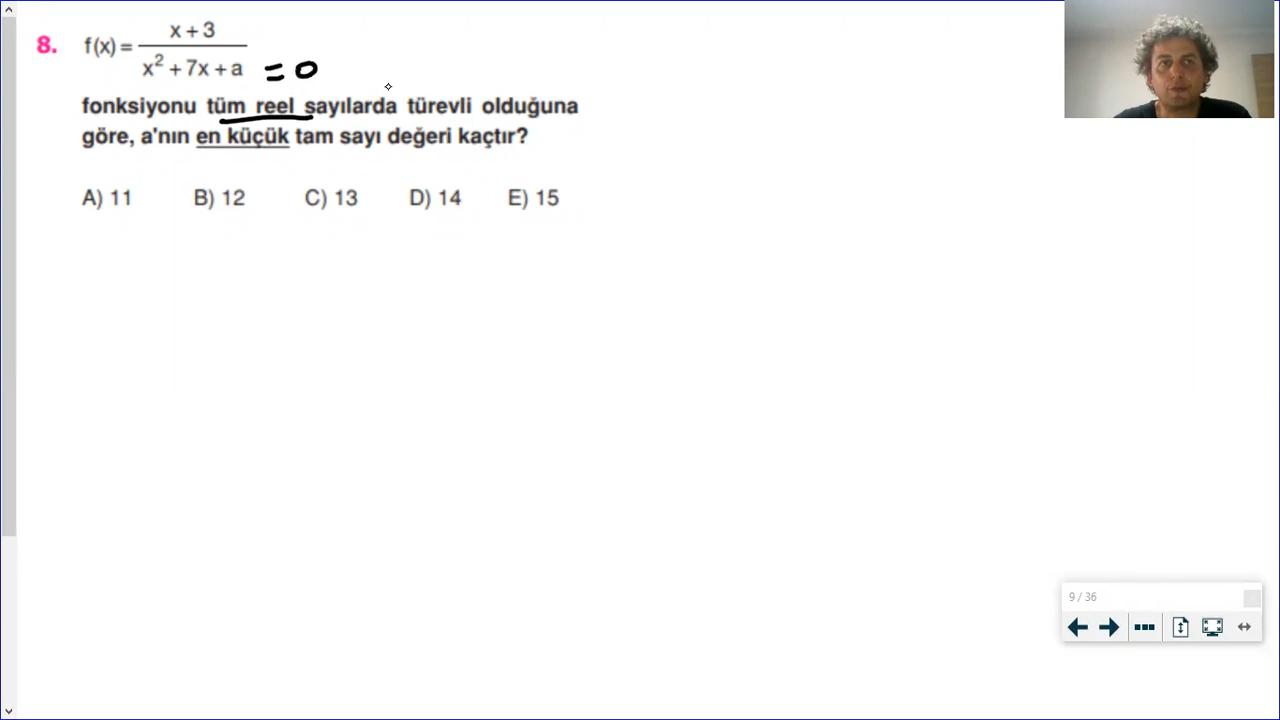 8. f(x) = x + 3 / x² + 7x + a = 0
fonksiyonu tüm reel sayılarda türevli olduğuna
göre, a'nın en küçük tam sayı değeri kaçtır?
A) 11 B) 12 C) 13 D) 14 E) 15
9 / 36